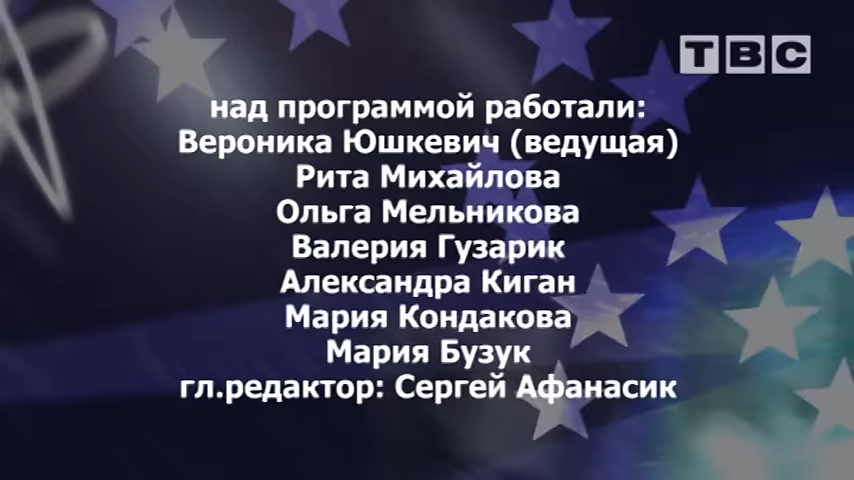 ТВС
над программой работали:
Вероника Юшкевич (ведущая)
Рита Михайлова
Ольга Мельникова
Валерия Гузарик
Александра Киган
Мария Кондакова
Мария Бузук
гл.редактор: Сергей Афанасик